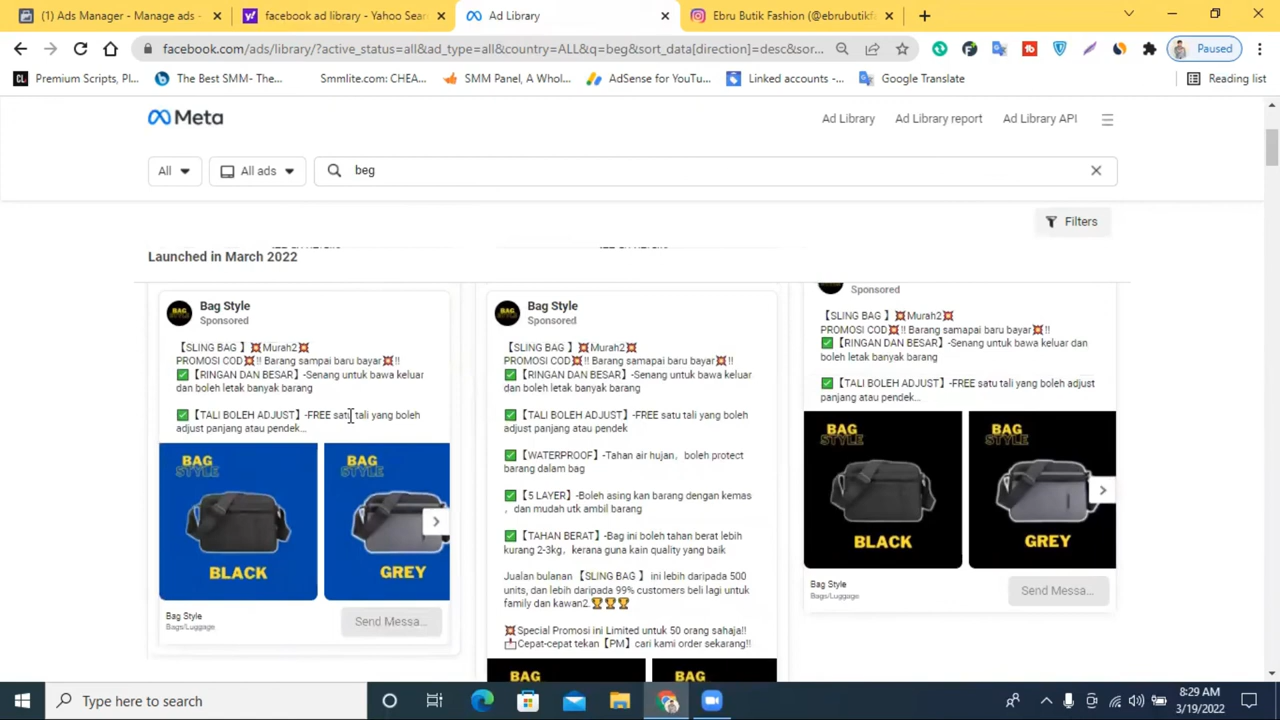 Ads Manager - Manage ads -
facebook ad library - Yahoo Sear
Ad Library
Ebru Butik Fashion (@ebrubutikfa
facebook.com/ads/library/?active_status=all&ad_type=all&country=ALL&q=beg&sort_data[direction]=desc&sor...
Paused
Premium Scripts, Pl...
The Best SMM- The...
Smmlite.com: CHEA...
SMM Panel, A Whol...
AdSense for YouTu...
Linked accounts -...
Google Translate
Reading list
Meta
Ad Library
Ad Library report
Ad Library API
All
All ads
beg
Filters
Launched in March 2022
Bag Style
Sponsored
【SLING BAG 】💥Murah2💥
PROMOSI COD💥!! Barang sampai baru bayar💥!!
✅【RINGAN DAN BESAR】-Senang untuk bawa keluar
dan boleh letak banyak barang
✅【TALI BOLEH ADJUST】-FREE satu tali yang boleh
adjust panjang atau pendek...
BAG
STYLE
BLACK
BAG
STYLE
GREY
Bag Style
Bags/Luggage
Send Messa...
Bag Style
Sponsored
【SLING BAG 】💥Murah2💥
PROMOSI COD💥!! Barang samapai baru bayar💥!!
✅【RINGAN DAN BESAR】-Senang untuk bawa keluar
dan boleh letak banyak barang
✅【TALI BOLEH ADJUST】-FREE satu tali yang boleh
adjust panjang atau pendek
✅【WATERPROOF】-Tahan air hujan，boleh protect
barang dalam bag
✅【5 LAYER】-Boleh asing kan barang dengan kemas
，dan mudah utk ambil barang
✅【TAHAN BERAT】-Bag ini boleh tahan berat lebih
kurang 2-3kg，kerana guna kain quality yang baik
Jualan bulanan 【SLING BAG 】ini lebih daripada 500
units, dan lebih daripada 99% customers beli lagi untuk
family dan kawan2.🏆🏆🏆
💥Special Promosi ini Limited untuk 50 orang sahaja!!
📩Cepat-cepat tekan【PM】cari kami order sekarang!!
BAG
BAG
Sponsored
【SLING BAG 】💥Murah2💥
PROMOSI COD💥!! Barang samapai baru bayar💥!!
✅【RINGAN DAN BESAR】-Senang untuk bawa keluar dan
boleh letak banyak barang
✅【TALI BOLEH ADJUST】-FREE satu tali yang boleh adjust
panjang atau pendek...
BAG
STYLE
BLACK
BAG
STYLE
GREY
Bag Style
Bags/Luggage
Send Messa...
Type here to search
8:29 AM
3/19/2022